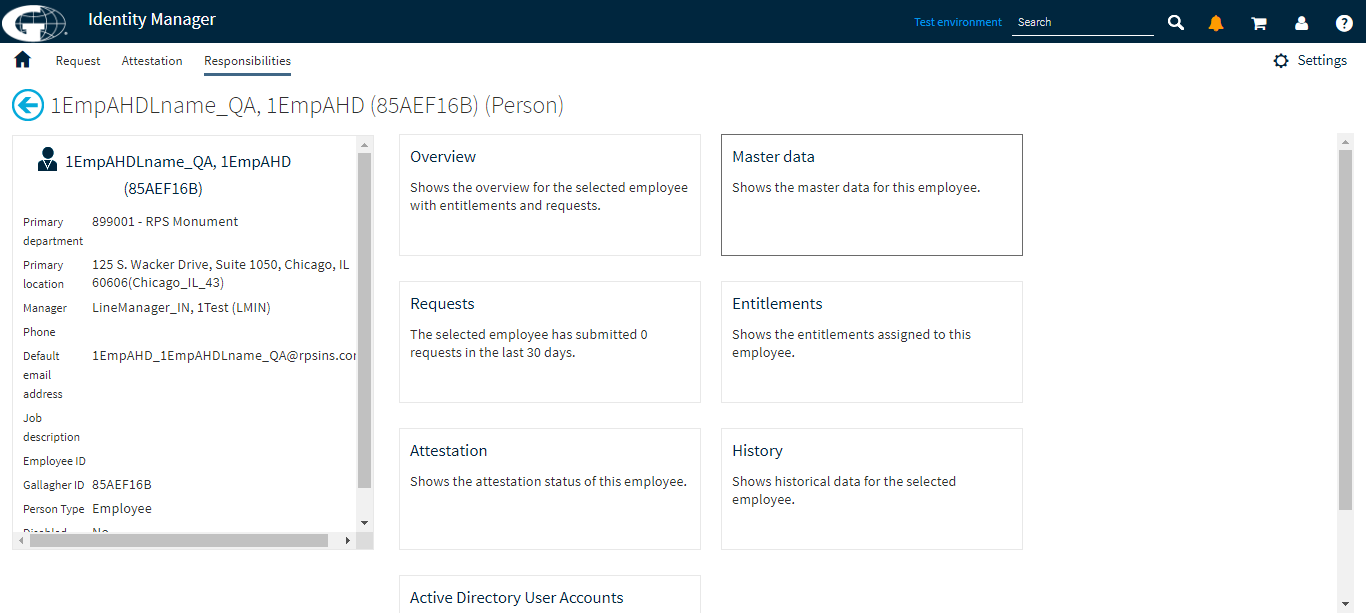 Identity Manager
Test environment
Search
Request
Attestation
Responsibilities
Settings
1EmpAHDLname_QA, 1EmpAHD (85AEF16B) (Person)
1EmpAHDLname_QA, 1EmpAHD
(85AEF16B)
Primary department
899001 - RPS Monument
Primary location
125 S. Wacker Drive, Suite 1050, Chicago, IL
60606(Chicago_IL_43)
Manager
LineManager_IN, 1Test (LMIN)
Phone
Default
email
address
1EmpAHD_1EmpAHDLname_QA@rpsins.cor
Job
description
Employee ID
Gallagher ID
85AEF16B
Person Type
Employee
Disabled
No
Overview
Shows the overview for the selected employee
with entitlements and requests.
Master data
Shows the master data for this employee.
Requests
The selected employee has submitted 0
requests in the last 30 days.
Entitlements
Shows the entitlements assigned to this
employee.
Attestation
Shows the attestation status of this employee.
History
Shows historical data for the selected
employee.
Active Directory User Accounts